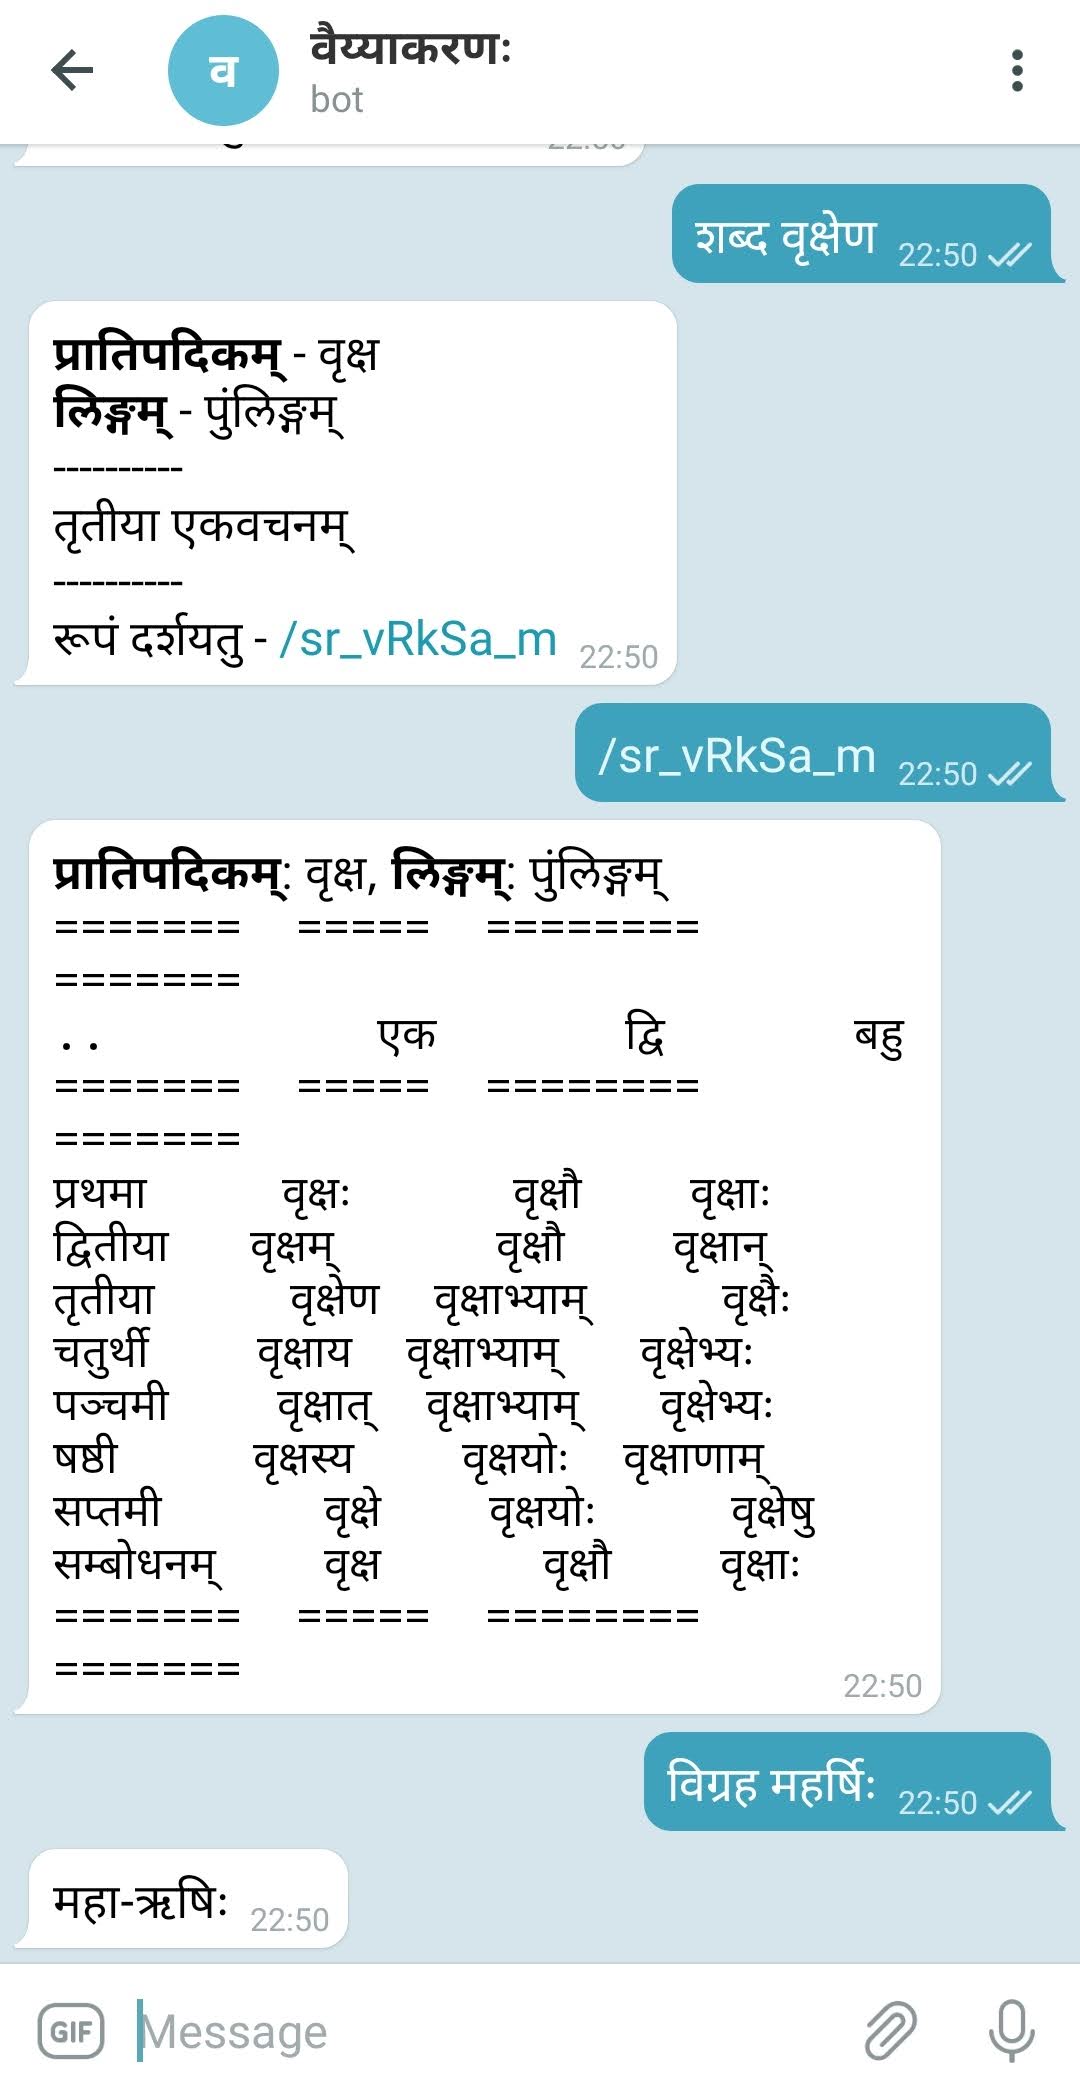 व
वैय्याकरणः
bot
शब्द वृक्षेण 22:50
प्रातिपदिकम् - वृक्ष
लिङ्गम् - पुंलिङ्गम्
----------
तृतीया एकवचनम्
----------
रूपं दर्शयतु - /sr_vRkSa_m 22:50
/sr_vRkSa_m 22:50
प्रातिपदिकम्: वृक्ष, लिङ्गम्: पुंलिङ्गम्
======= ===== ========
=======
.. एक द्वि बहु
======= ===== ========
=======
प्रथमा वृक्षः वृक्षौ वृक्षाः
द्वितीया वृक्षम् वृक्षौ वृक्षान्
तृतीया वृक्षेण वृक्षाभ्याम् वृक्षैः
चतुर्थी वृक्षाय वृक्षाभ्याम् वृक्षेभ्यः
पञ्चमी वृक्षात् वृक्षाभ्याम् वृक्षेभ्यः
षष्ठी वृक्षस्य वृक्षयोः वृक्षाणाम्
सप्तमी वृक्षे वृक्षयोः वृक्षेषु
सम्बोधनम् वृक्ष वृक्षौ वृक्षाः
======= ===== ========
=======
22:50
विग्रह महर्षिः 22:50
महा-ऋषिः 22:50
GIF Message